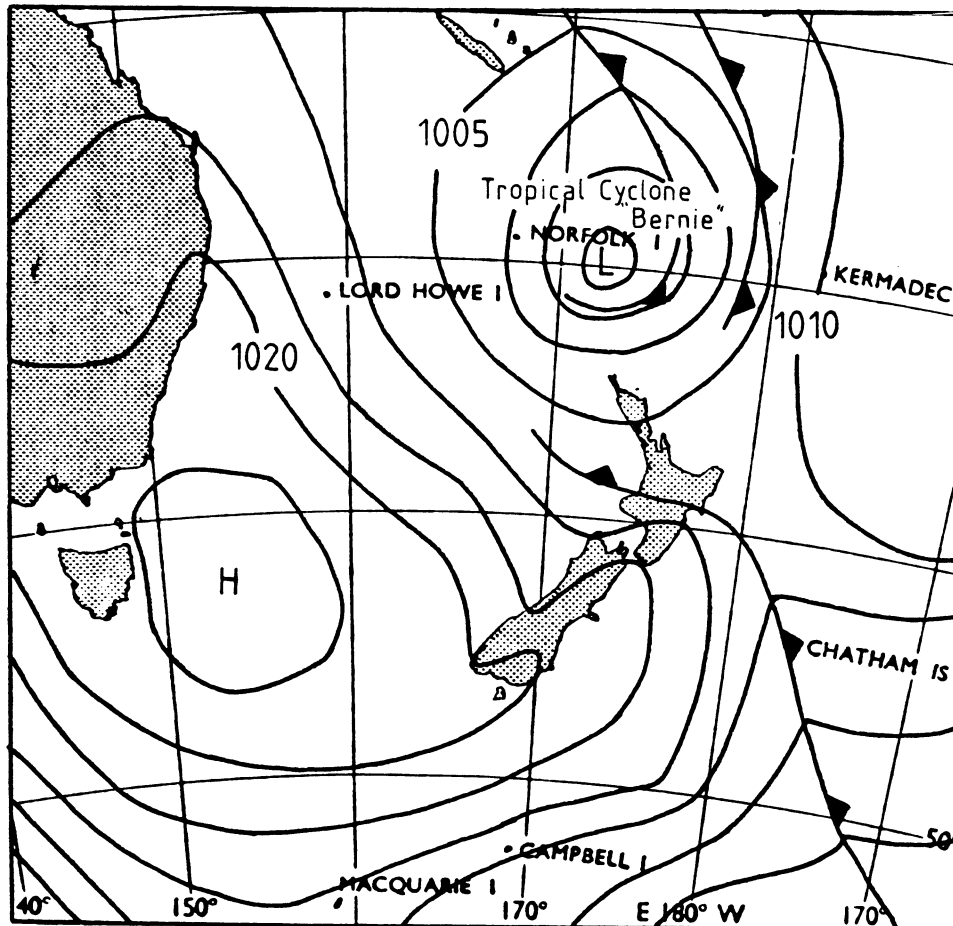 1005
Tropical Cyclone
"Bernie"
NORFOLK I
L
KERMADEC
LORD HOWE I
1010
1020
H
CHATHAM IS
50
CAMPBELL I
MACQUARIE I
40°
150°
170°
E 180° W
170°